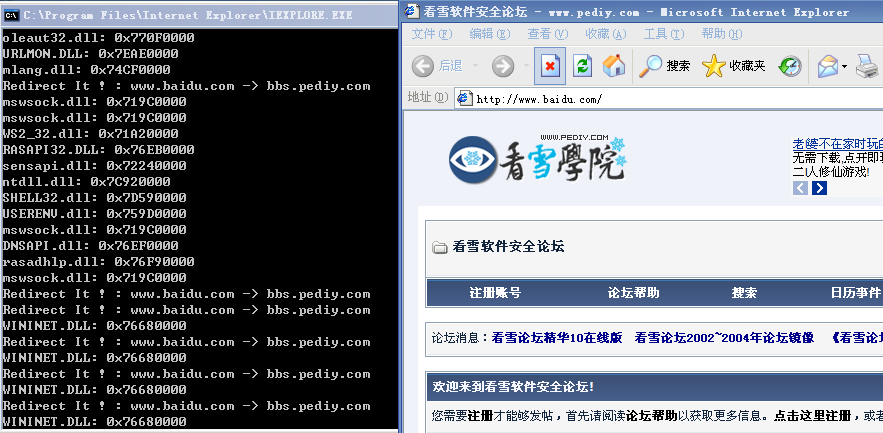 C:\Program Files\Internet Explorer\IEXPLORE.EXE
oleaut32.dll: 0x770F0000
URLMON.DLL: 0x7EAE0000
mlang.dll: 0x74CF0000
Redirect It ! : www.baidu.com -> bbs.pediy.com
mswsock.dll: 0x719C0000
mswsock.dll: 0x719C0000
WS2_32.dll: 0x71A20000
RASAPI32.DLL: 0x76EB0000
sensapi.dll: 0x72240000
ntdll.dll: 0x7C920000
SHELL32.dll: 0x7D590000
USERENV.dll: 0x759D0000
mswsock.dll: 0x719C0000
DNSAPI.dll: 0x76EF0000
rasadhlp.dll: 0x76F90000
mswsock.dll: 0x719C0000
Redirect It ! : www.baidu.com -> bbs.pediy.com
Redirect It ! : www.baidu.com -> bbs.pediy.com
WININET.DLL: 0x76680000
Redirect It ! : www.baidu.com -> bbs.pediy.com
WININET.DLL: 0x76680000
Redirect It ! : www.baidu.com -> bbs.pediy.com
WININET.DLL: 0x76680000
Redirect It ! : www.baidu.com -> bbs.pediy.com
WININET.DLL: 0x76680000
看雪软件安全论坛 - www.pediy.com - Microsoft Internet Explorer
文件(F) 编辑(E) 查看(V) 收藏(A) 工具(T) 帮助(H)
后退 搜索 收藏夹
地址(D) http://www.baidu.com/
WWW.PEDIY.COM
看雪學院
老婆不在家时玩的
无需下载,点开即
二人修仙游戏!
看雪软件安全论坛
注册账号 论坛帮助 搜索 日历事件
论坛消息：看雪论坛精华10在线版 看雪论坛2002~2004年论坛镜像 《看雪论
欢迎来到看雪软件安全论坛!
您需要注册才能够发帖，首先请阅读论坛帮助以获取更多信息。点击这里注册，或者